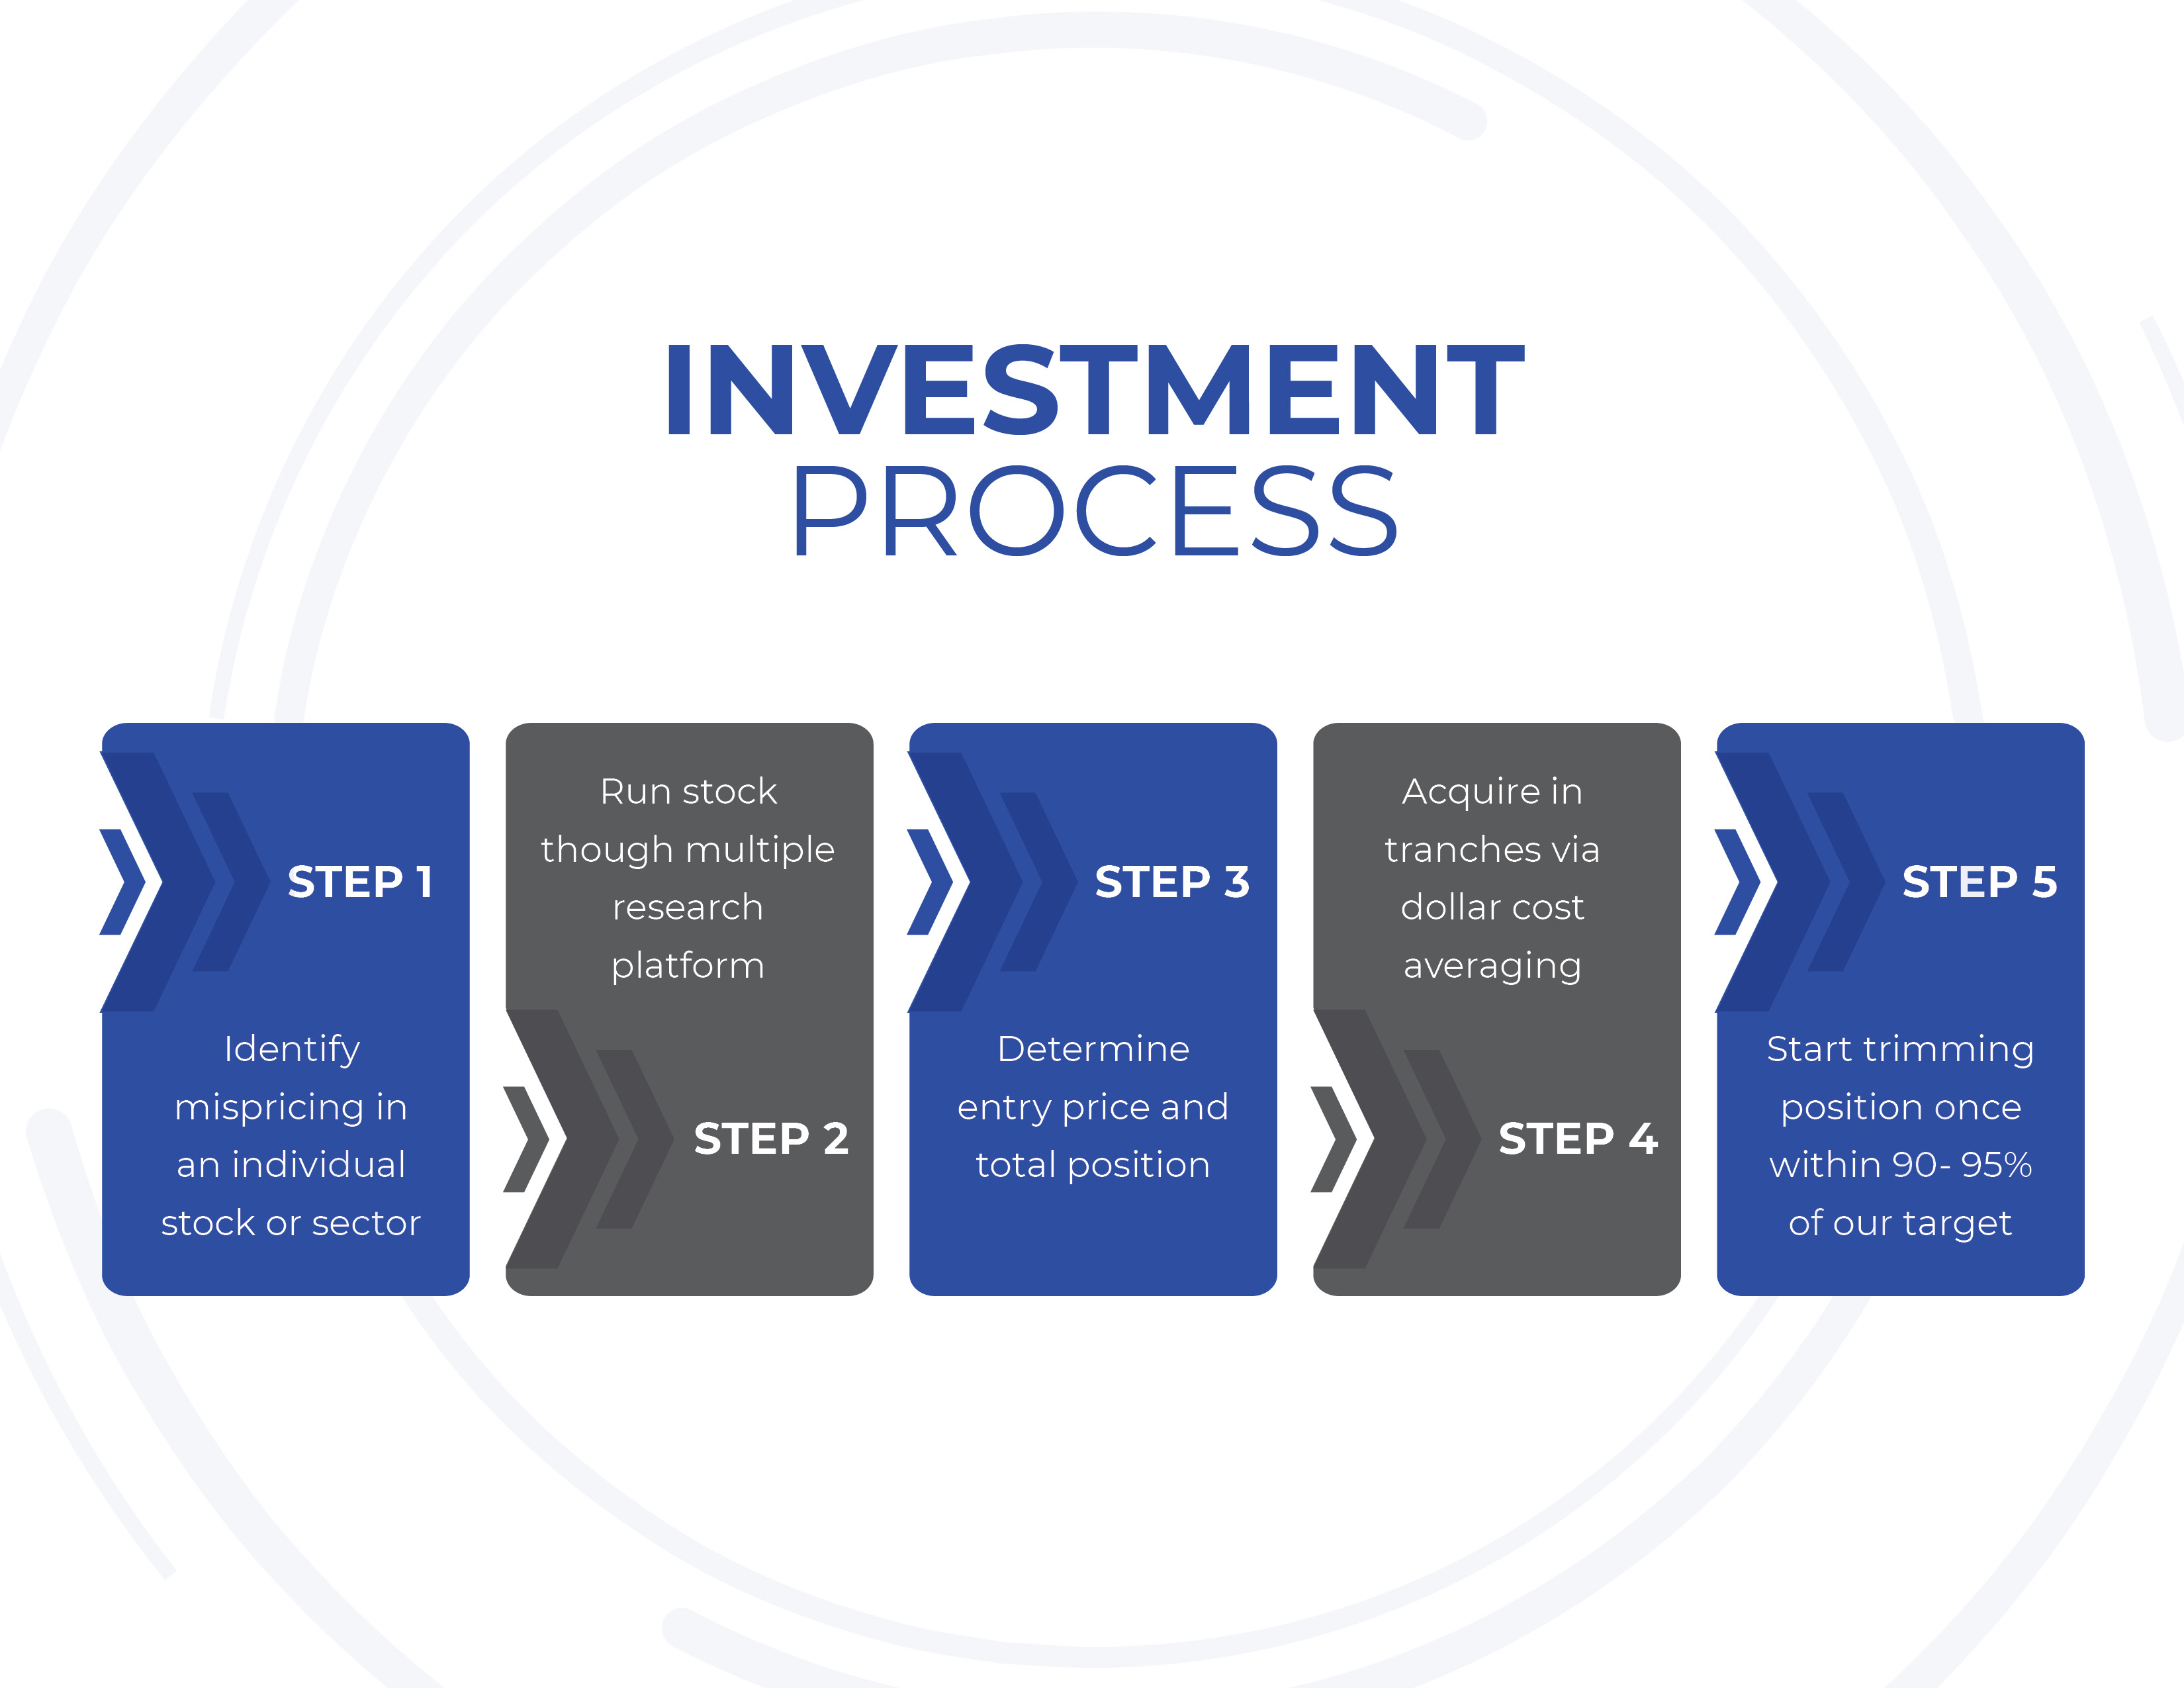 INVESTMENT
PROCESS
STEP 1
Identify
mispricing in
an individual
stock or sector
Run stock
though multiple
research
platform
STEP 2
STEP 3
Determine
entry price and
total position
Acquire in
tranches via
dollar cost
averaging
STEP 4
STEP 5
Start trimming
position once
within 90- 95%
of our target